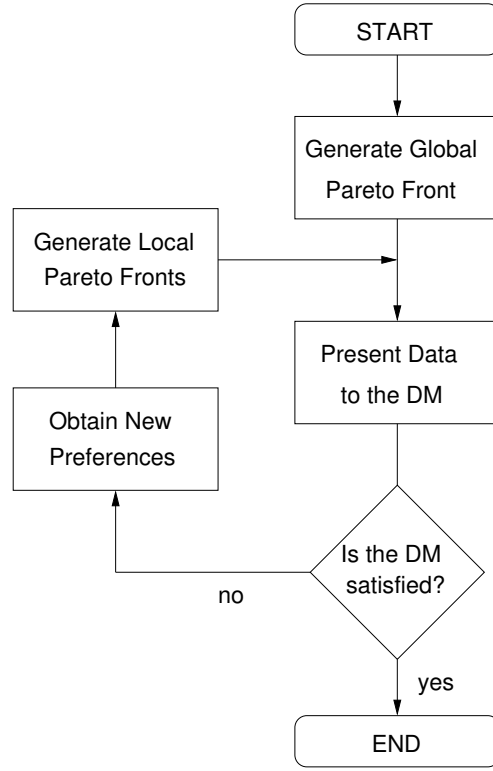 START
Generate Global
Pareto Front
Generate Local
Pareto Fronts
Present Data
to the DM
Obtain New
Preferences
Is the DM
satisfied?
no
yes
END